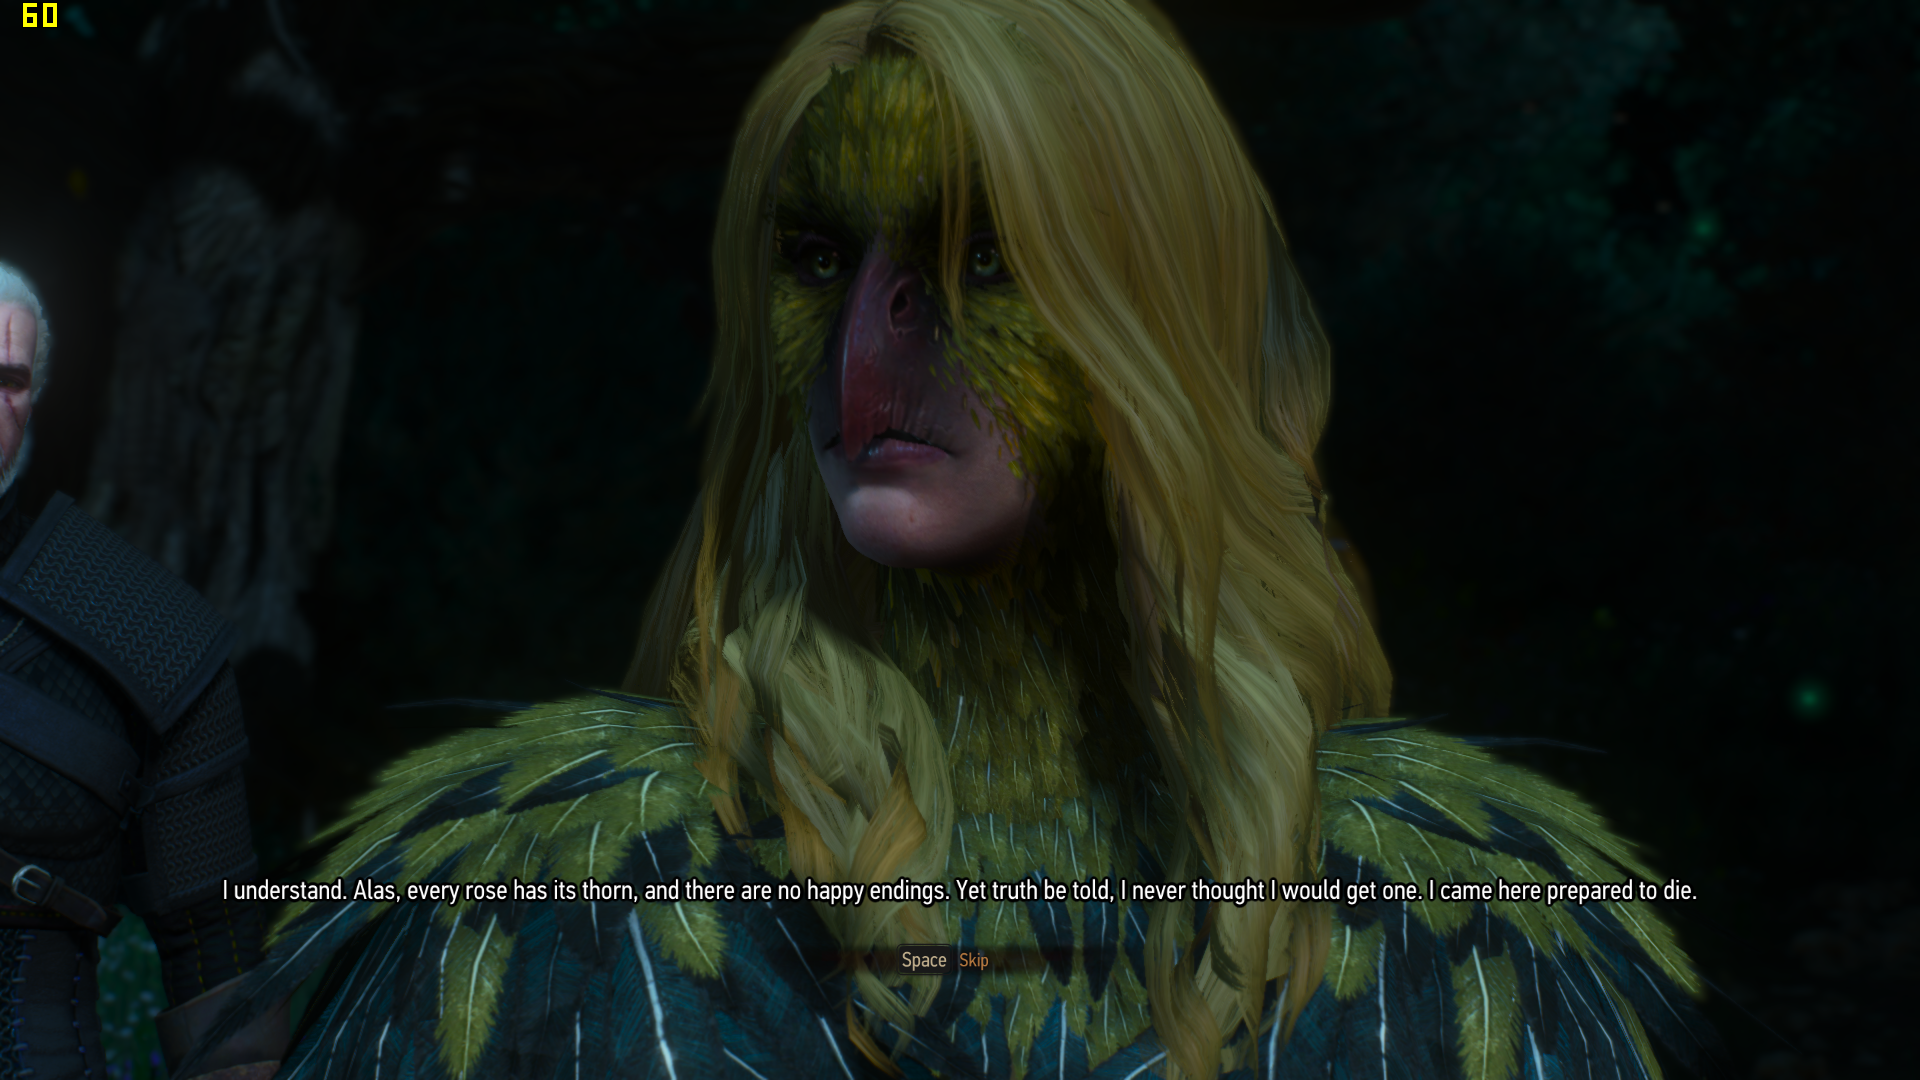 60
I understand. Alas, every rose has its thorn, and there are no happy endings. Yet truth be told, I never thought I would get one. I came here prepared to die.
Space Skip